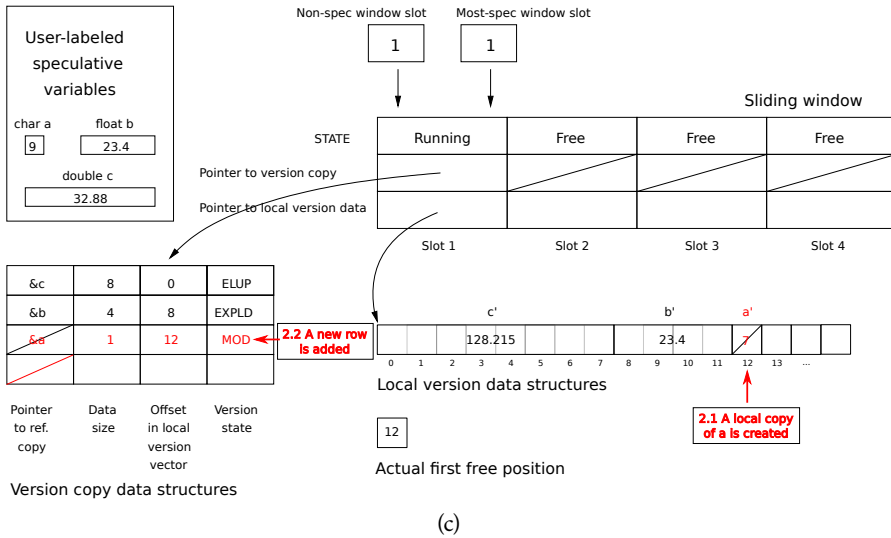 Non-spec window slot
Most-spec window slot
User-labeled
speculative
variables
1
1
char a
float b
9
23.4
double c
32.88
Sliding window
STATE
Running
Free
Free
Free
Pointer to version copy
Pointer to local version data
Slot 1
Slot 2
Slot 3
Slot 4
&c
8
0
ELUP
&b
4
8
EXPLD
&a
1
12
MOD
2.2 A new row
is added
c'
b'
a'
128.215
23.4
7
0
1
2
3
4
5
6
7
8
9
10
11
12
13
...
Local version data structures
2.1 A local copy
of a is created
Pointer
to ref.
copy
Data
size
Offset
in local
version
vector
Version
state
Version copy data structures
12
Actual first free position
(c)